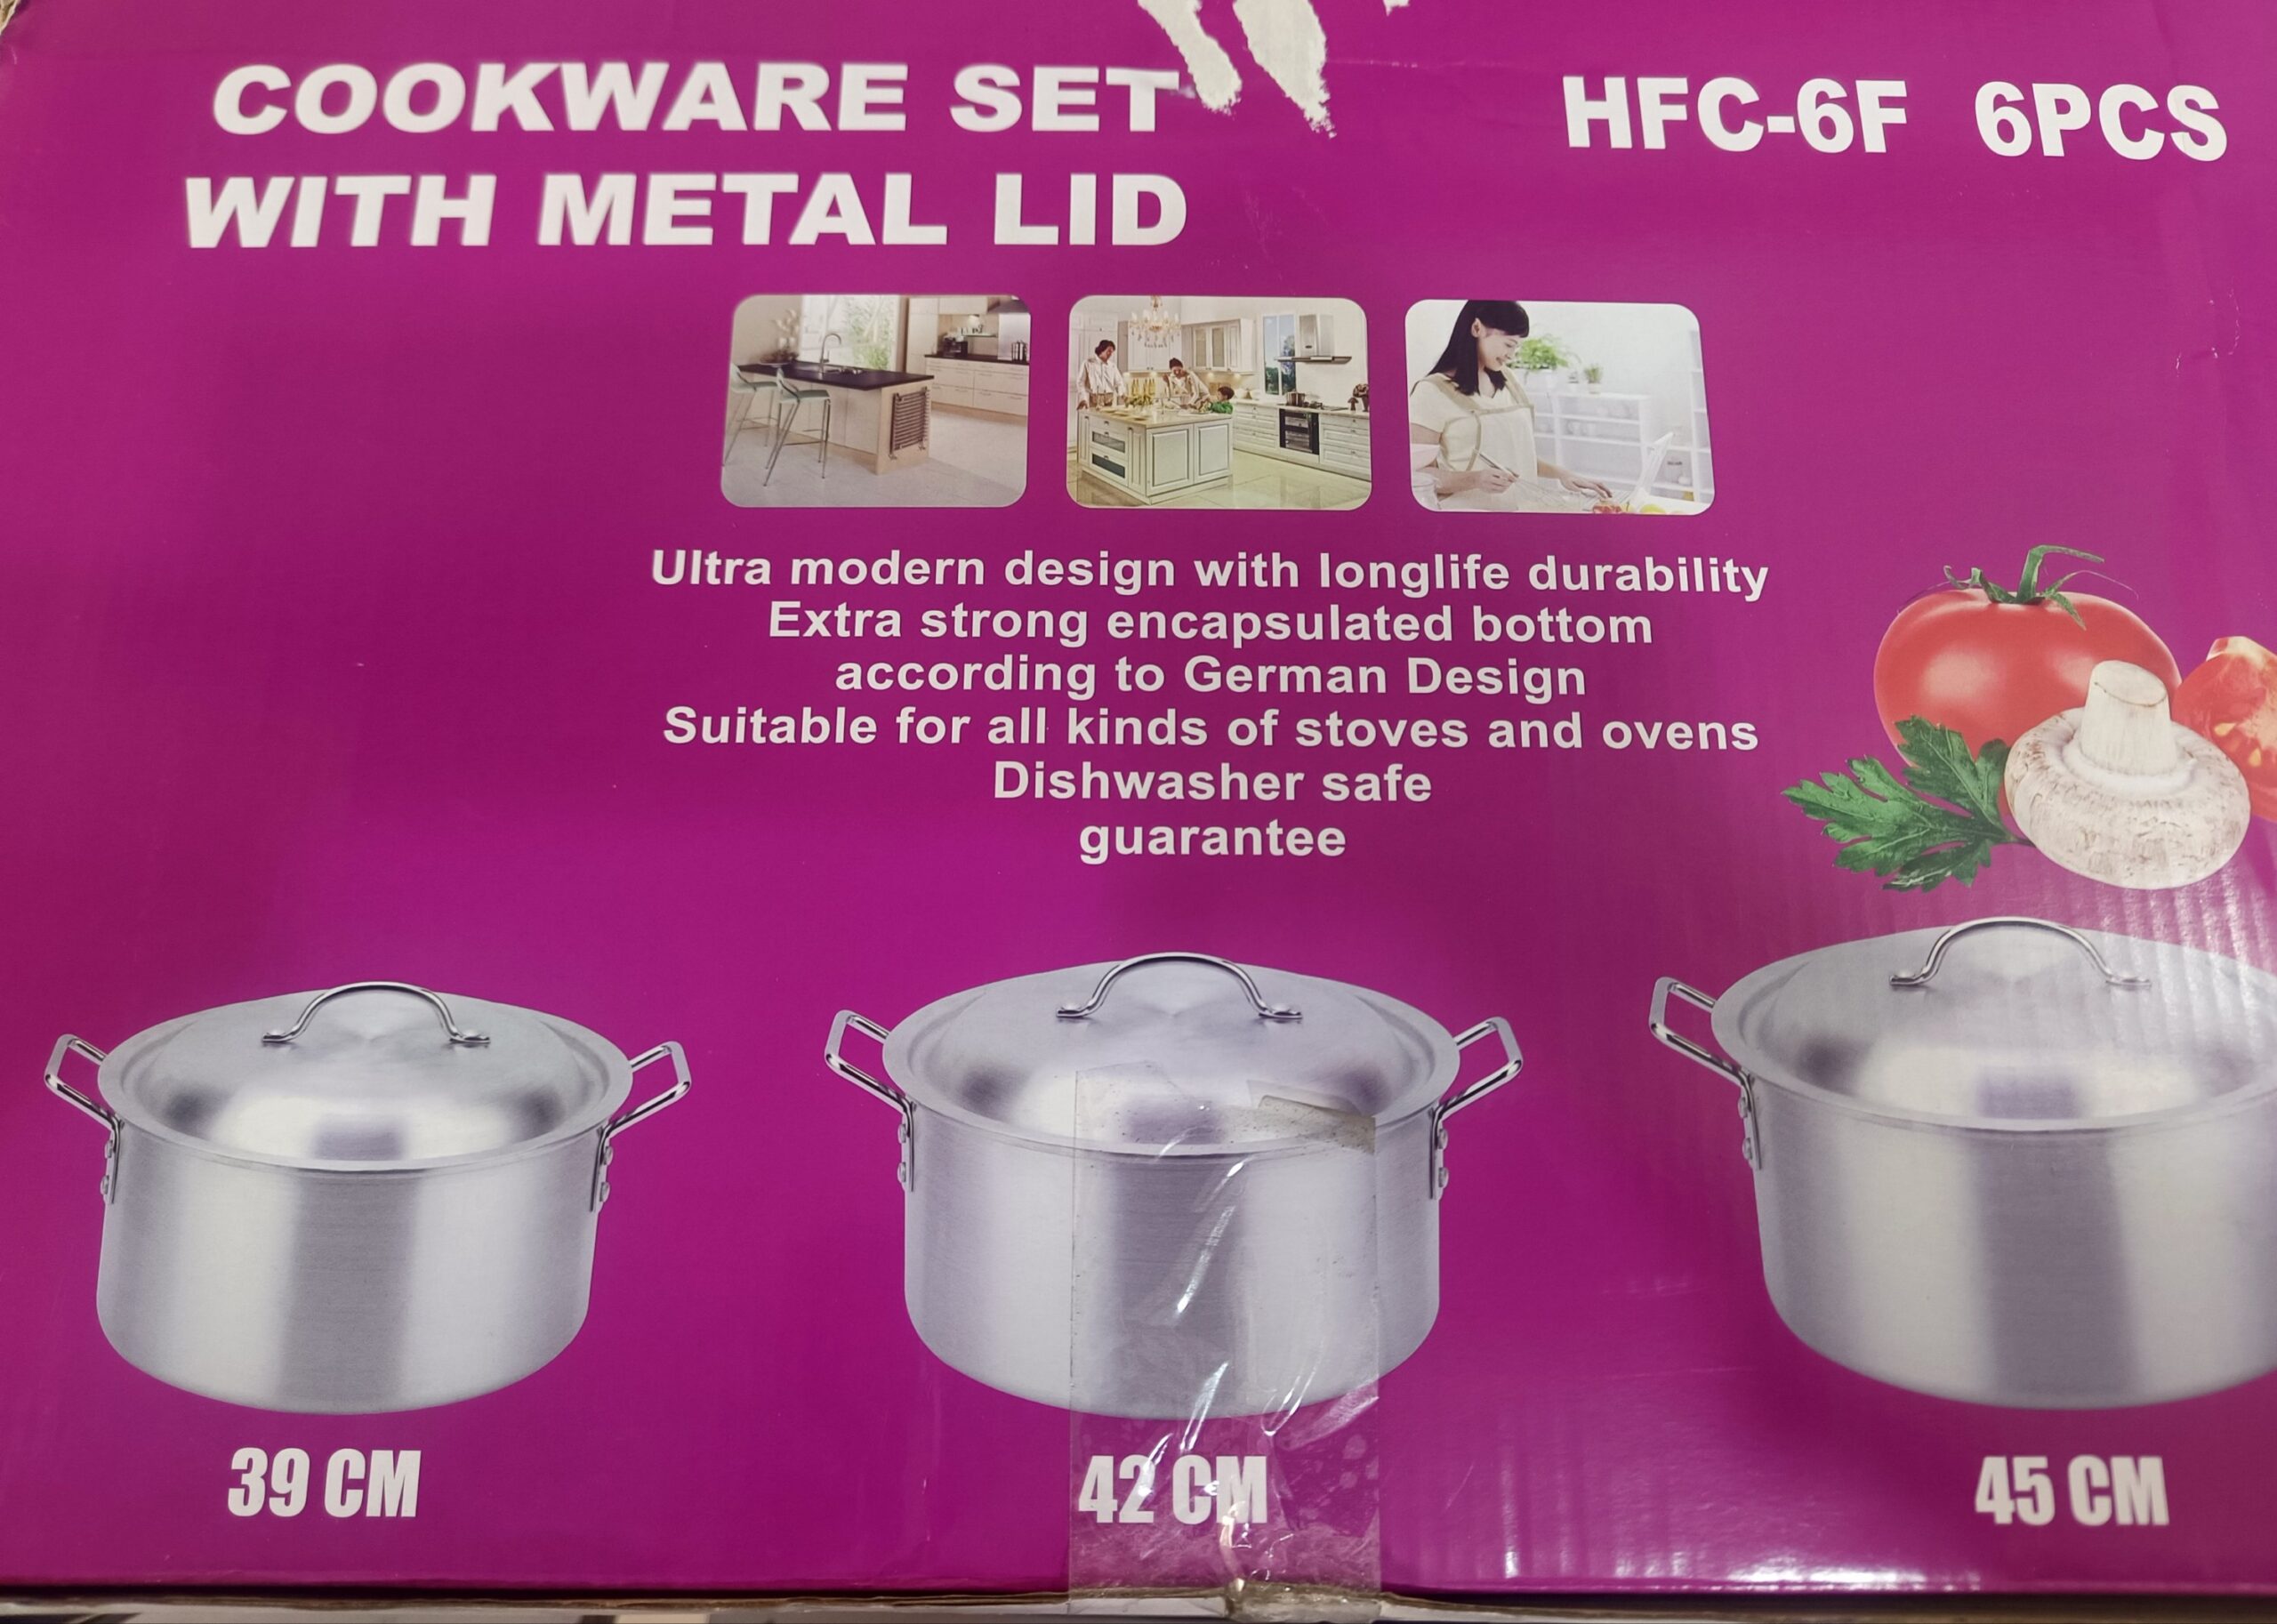 COOKWARE SET
WITH METAL LID
HFC-6F 6PCS
Ultra modern design with longlife durability
Extra strong encapsulated bottom
according to German Design
Suitable for all kinds of stoves and ovens
Dishwasher safe
guarantee
39 CM
42 CM
45 CM